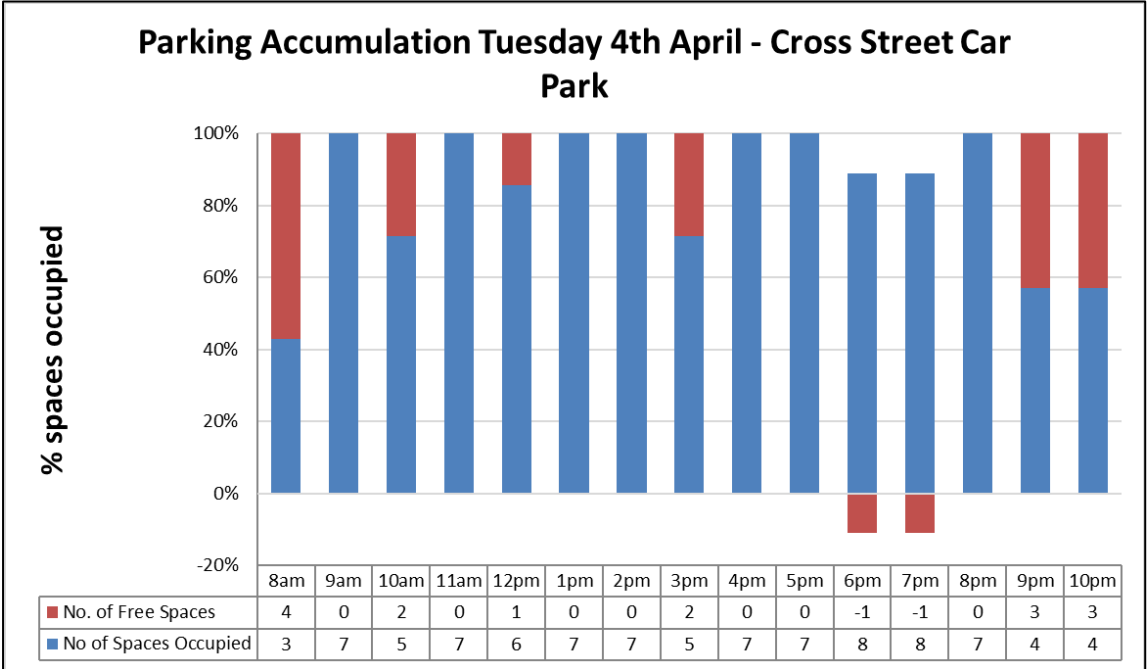 Parking Accumulation Tuesday 4th April - Cross Street Car
Park
% spaces occupied
100%
80%
60%
40%
20%
0%
-20%
8am 9am 10am 11am 12pm 1pm 2pm 3pm 4pm 5pm 6pm 7pm 8pm 9pm 10pm
No. of Free Spaces 4 0 2 0 1 0 0 2 0 0 -1 -1 0 3 3
No of Spaces Occupied 3 7 5 7 6 7 7 5 7 7 8 8 7 4 4